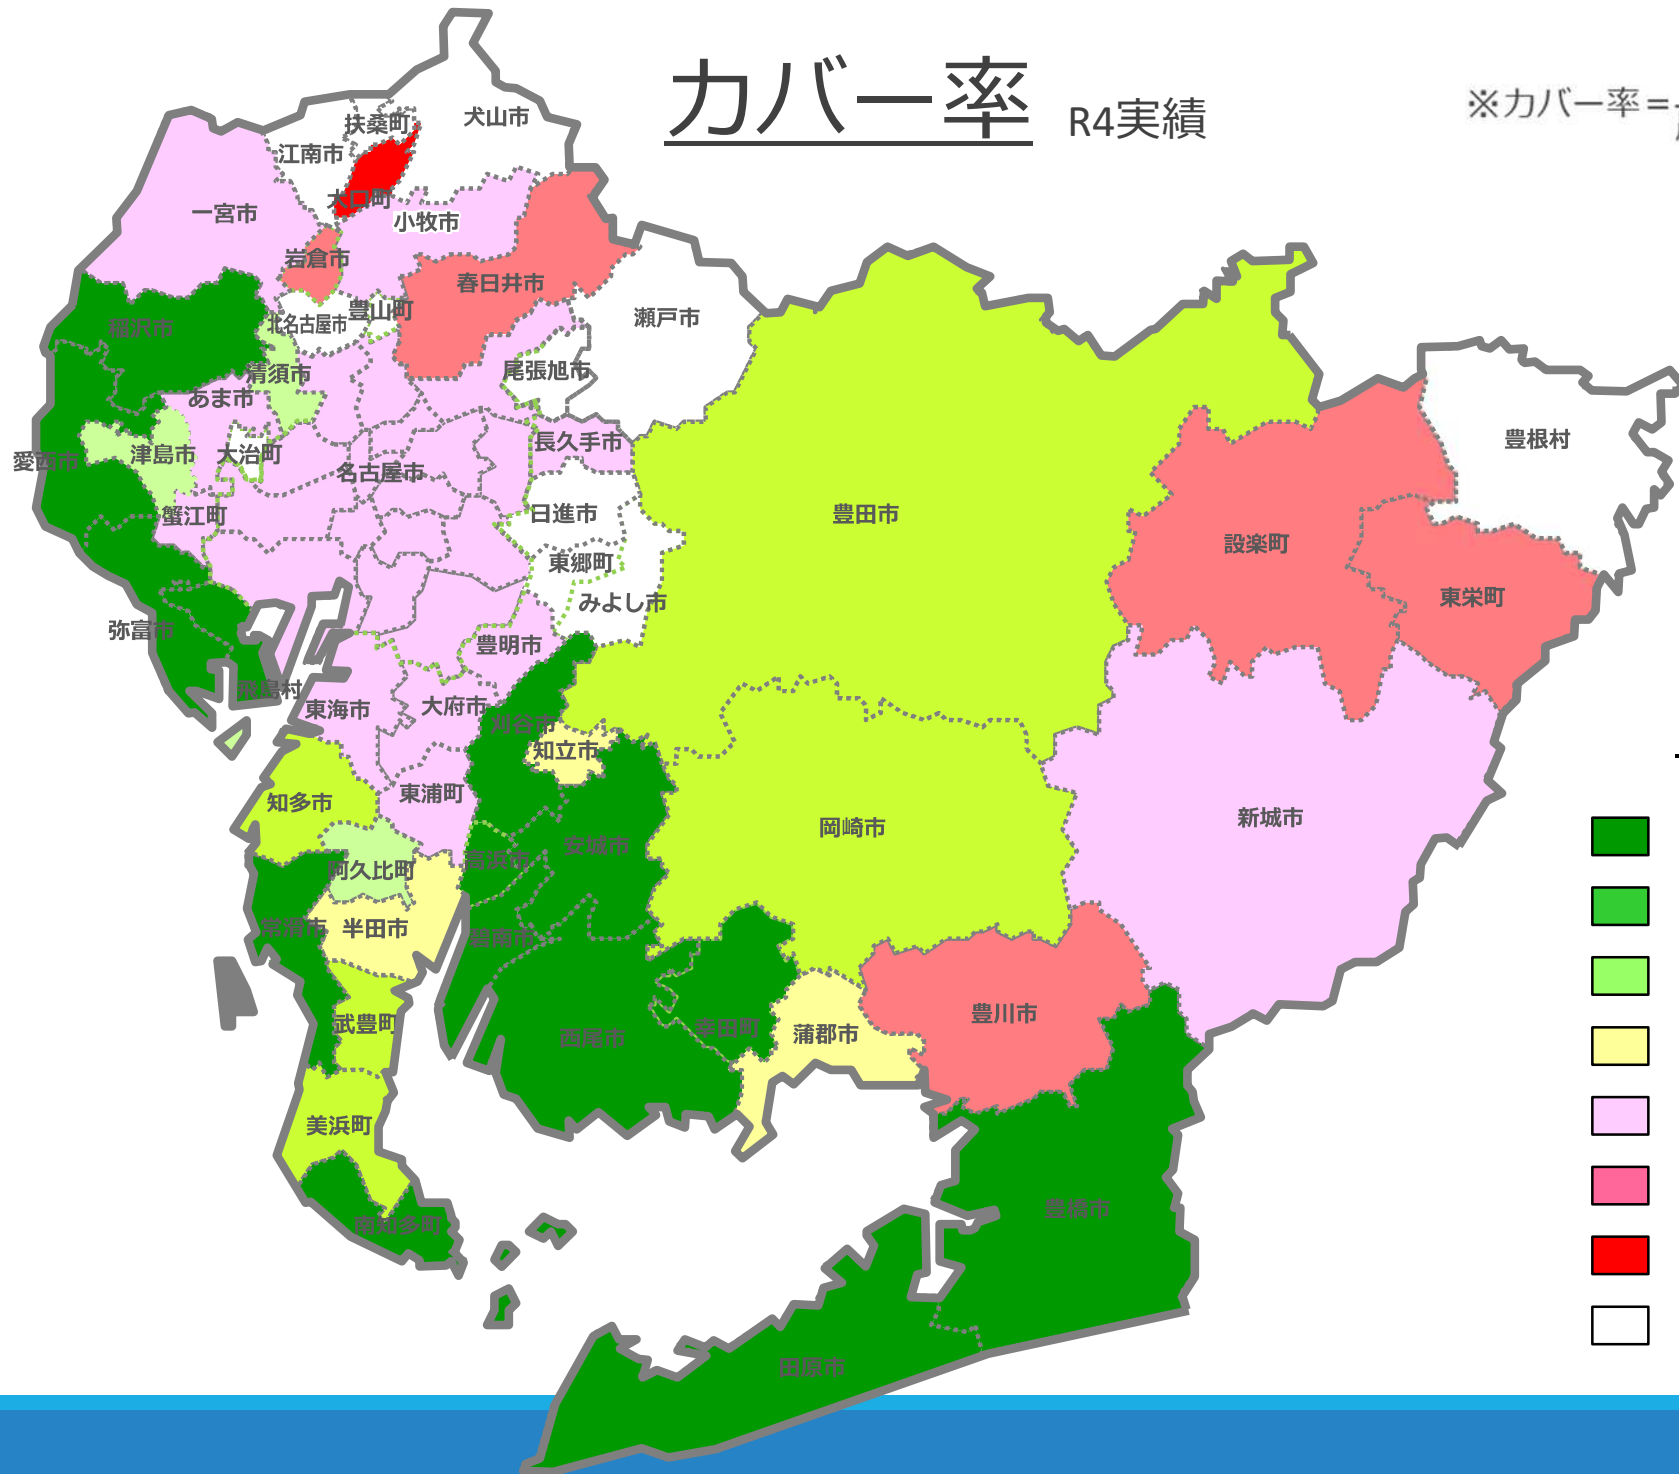 カバー率 R4実績
※カバー率=
犬山市
扶桑町
江南市
大口町
一宮市
小牧市
岩倉市
春日井市
豊山町
北名古屋市
瀬戸市
稲沢市
清須市
尾張旭市
あま市
長久手市
豊根村
愛西市
津島市
大治町
名古屋市
蟹江町
日進市
豊田市
設楽町
東郷町
東栄町
みよし市
弥富市
豊明市
飛島村
東海市
大府市
刈谷市
知立市
知多市
東浦町
新城市
岡崎市
安城市
高浜市
阿久比町
常滑市
半田市
碧南市
武豊町
西尾市
幸田町
蒲郡市
豊川市
美浜町
南知多町
豊橋市
田原市